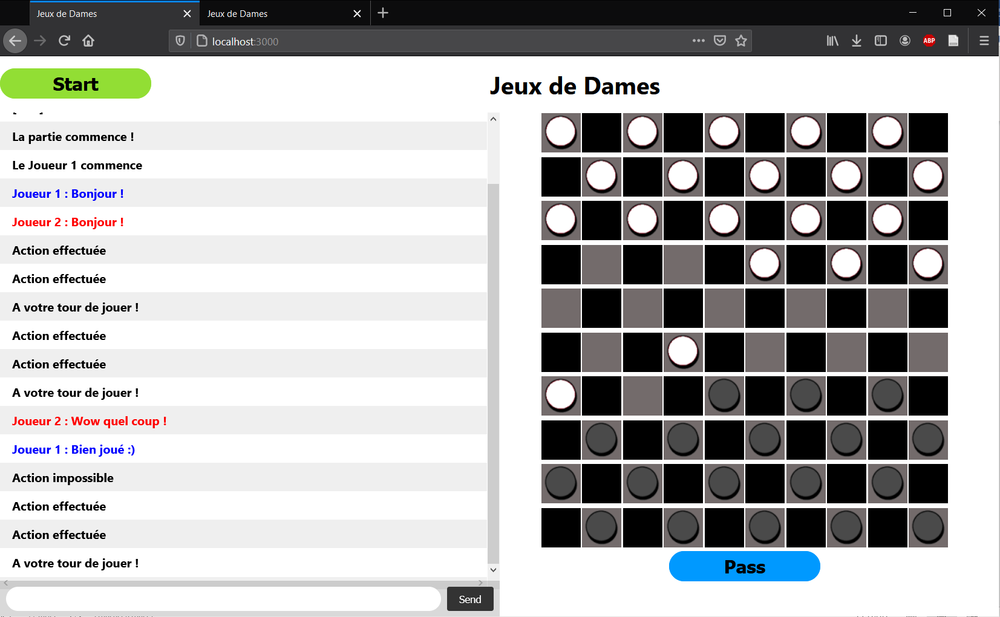 Jeux de Dames
Jeux de Dames
localhost:3000
ABP
Start
Jeux de Dames
La partie commence !
Le Joueur 1 commence
Joueur 1 : Bonjour !
Joueur 2 : Bonjour !
Action effectuée
Action effectuée
A votre tour de jouer !
Action effectuée
Action effectuée
A votre tour de jouer !
Joueur 2 : Wow quel coup !
Joueur 1 : Bien joué :)
Action impossible
Action effectuée
Action effectuée
A votre tour de jouer !
Pass
Send